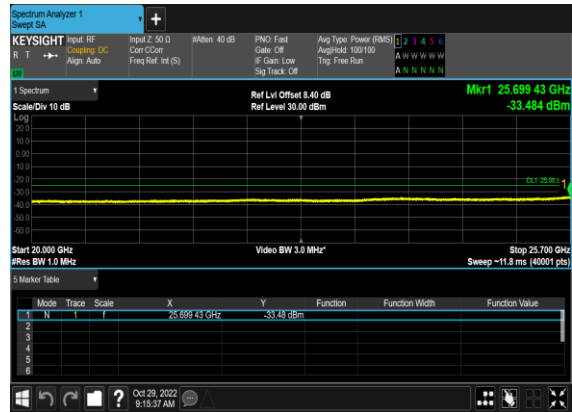 Spectrum Analyzer 1
Swept SA
+
KEYSIGHT Input: RF Input Z: 50 Ω #Atten: 40 dB PNO: Fast Avg Type: Power (RMS) 1 2 3 4 5 6
R T Coupling: DC Corr CCorr Gate: Off Avg|Hold: 100/100 A W W W W W
Align: Auto Freq Ref: Int (S) IF Gain: Low Trig: Free Run
Sig Track: Off A N N N N N
1 Spectrum Ref Lvl Offset 8.40 dB Mkr1 25.699 43 GHz
Scale/Div 10 dB Ref Level 30.00 dBm -33.484 dBm
Log
20.0
10.0
0.00
-10.0
-20.0
DL1 -25.00
1
-30.0
-40.0
-50.0
-60.0
Start 20.000 GHz Video BW 3.0 MHz* Stop 25.700 GHz
#Res BW 1.0 MHz Sweep ~11.8 ms (40001 pts)
5 Marker Table
Mode Trace Scale X Y Function Function Width Function Value
1 N 1 f 25.699 43 GHz -33.48 dBm
2
3
4
5
6
? Oct 29, 2022
9:15:37 AM